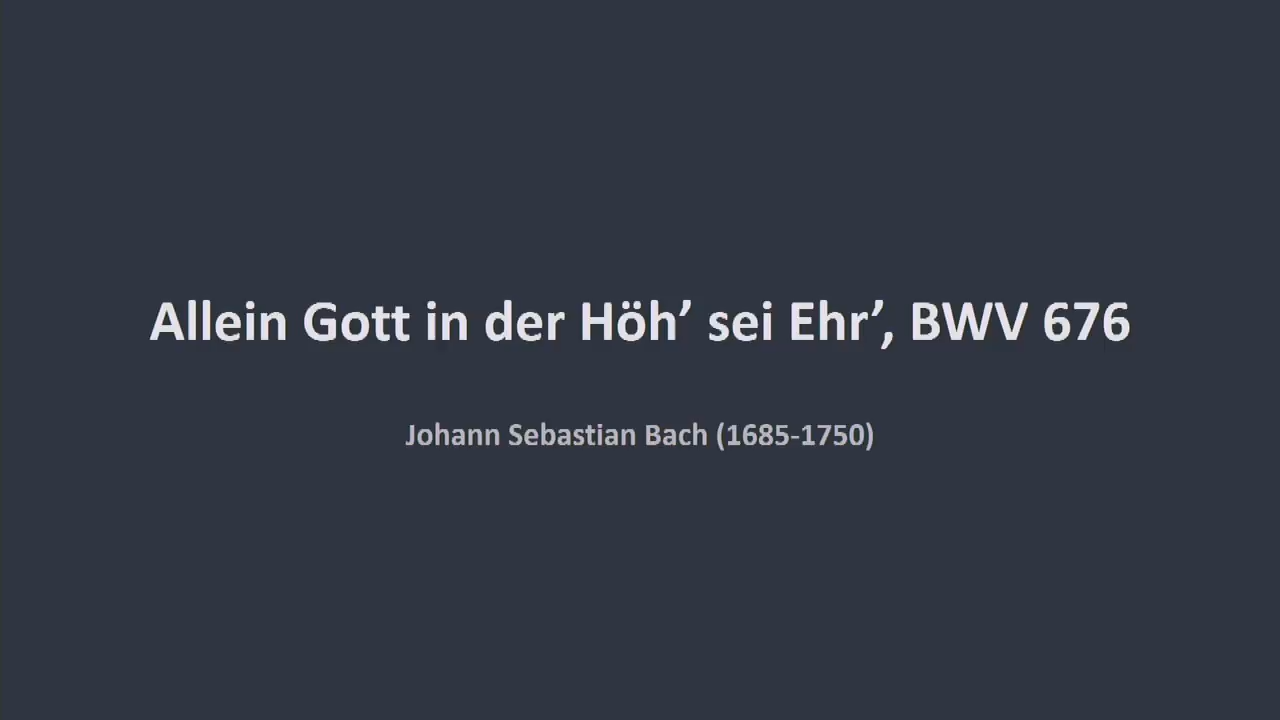 Allein Gott in der Höh’ sei Ehr’, BWV 676
Johann Sebastian Bach (1685-1750)